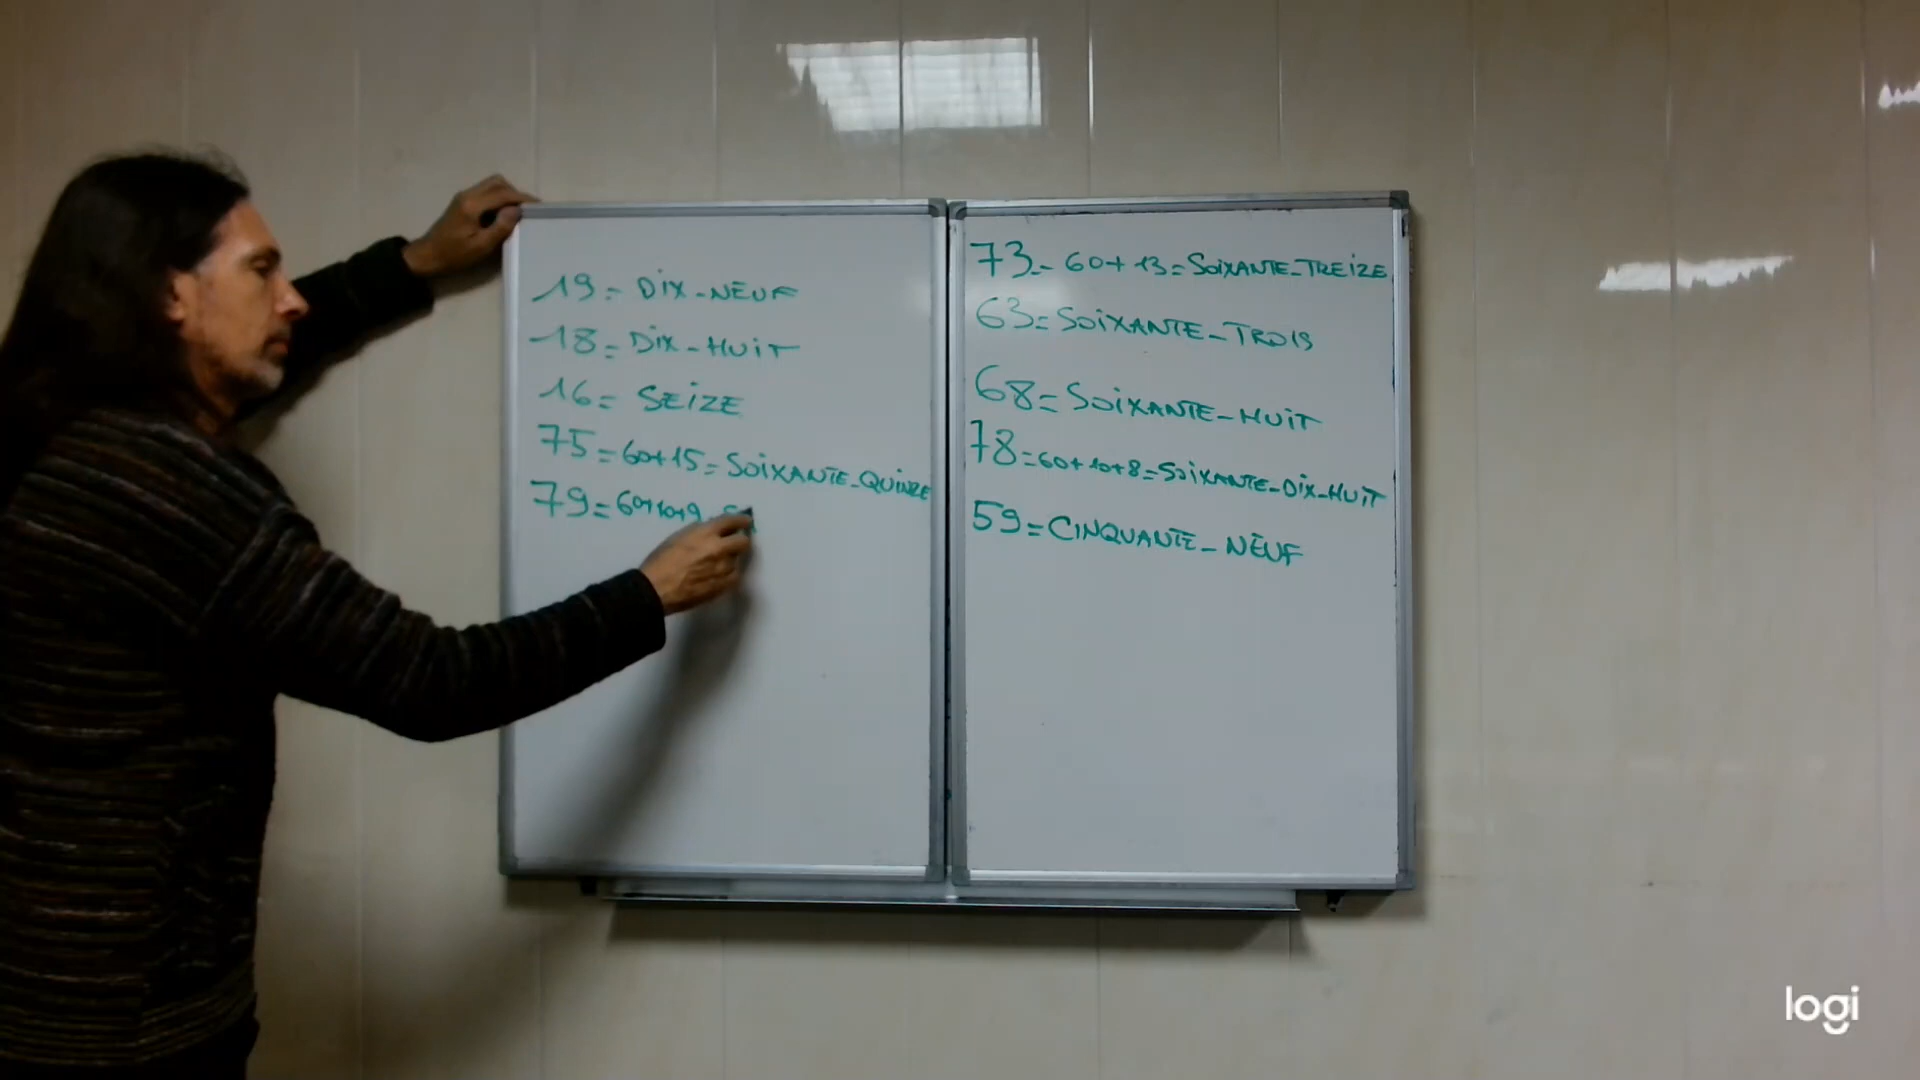 19= DIX-NEUF
18= DIX-HUIT
16= SEIZE
75=60+15=SOIXANTE-QUINZE
79=60+10+9
73- 60+13=SOIXANTE-TREIZE
63=SOIXANTE-TROIS
68=SOIXANTE-HUIT
78=60+10+8=SOIXANTE-DIX-HUIT
59=CINQUANTE-NEUF
logi